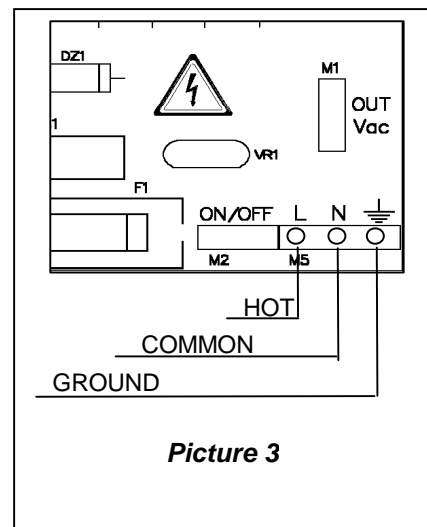 DZ1
M1
OUT
Vac
1
VR1
F1
ON/OFF L N
M2 M5
HOT
COMMON
GROUND
Picture 3